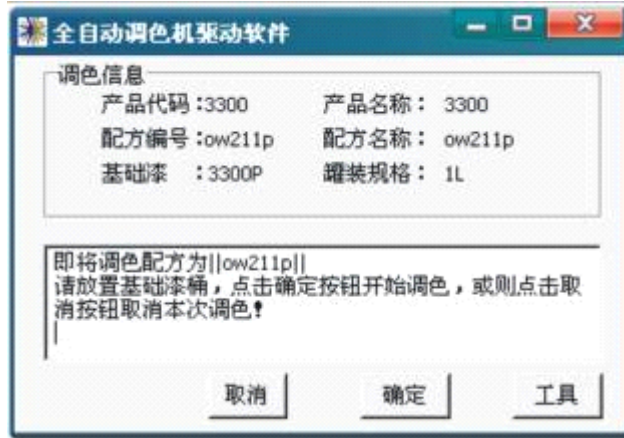 全自动调色机驱动软件
调色信息
产品代码:3300 产品名称: 3300
配方编号:ow211p 配方名称: ow211p
基础漆 :3300P 罐装规格: 1L
即将调色配方为||ow211p||
请放置基础漆桶,点击确定按钮开始调色,或则点击取
消按钮取消本次调色!
取消 确定 工具